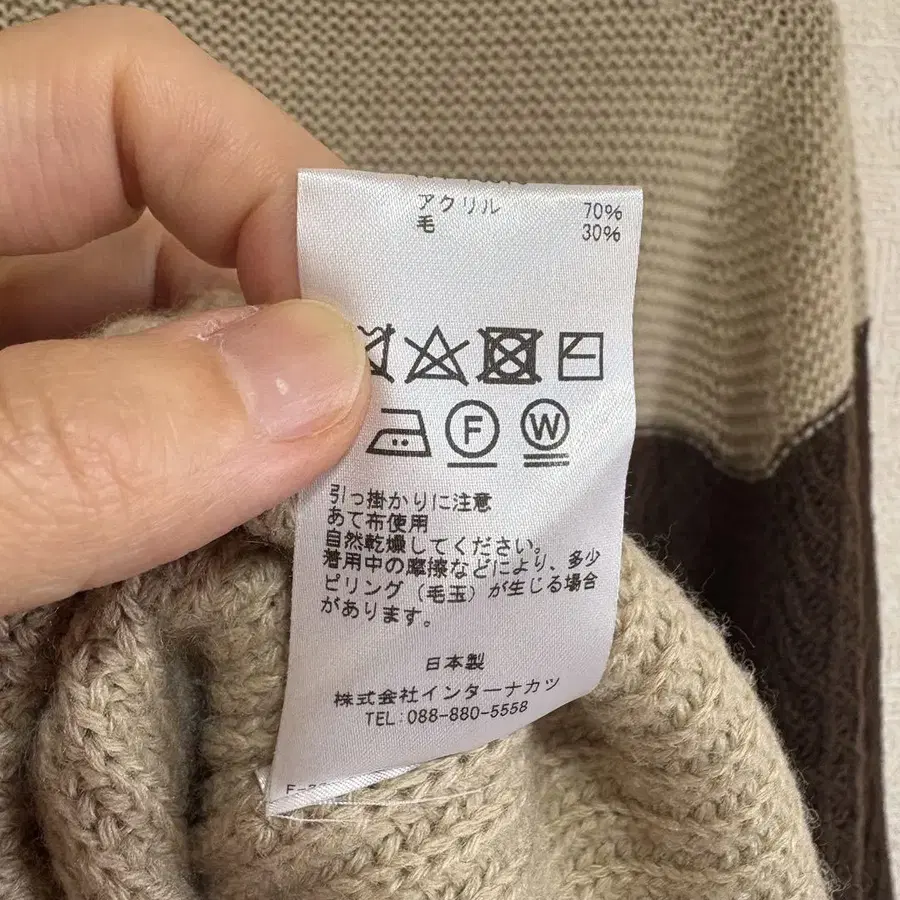 アクリル 70%
毛 30%
F W
引っ掛かりに注意
あて布使用
自然乾燥してください。
着用中の摩擦などにより、多少
ピリング（毛玉）が生じる場合
があります。
日本製
株式会社インターナカツ
TEL:088-880-5558